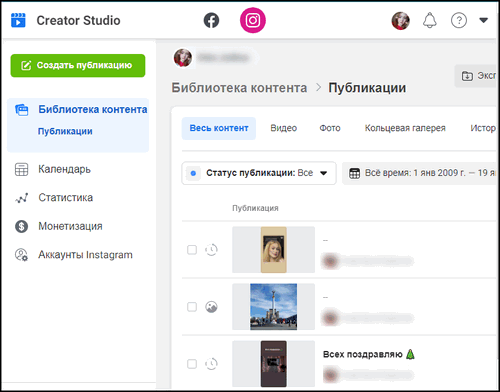 Creator Studio
Создать публикацию
Библиотека контента
Публикации
Календарь
Статистика
Монетизация
Аккаунты Instagram
Библиотека контента > Публикации
Эксп
Весь контент
Видео
Фото
Кольцевая галерея
Истор
Статус публикации: Все
Всё время: 1 янв 2009 г. — 19 я
Публикация
--
--
Всех поздравляю